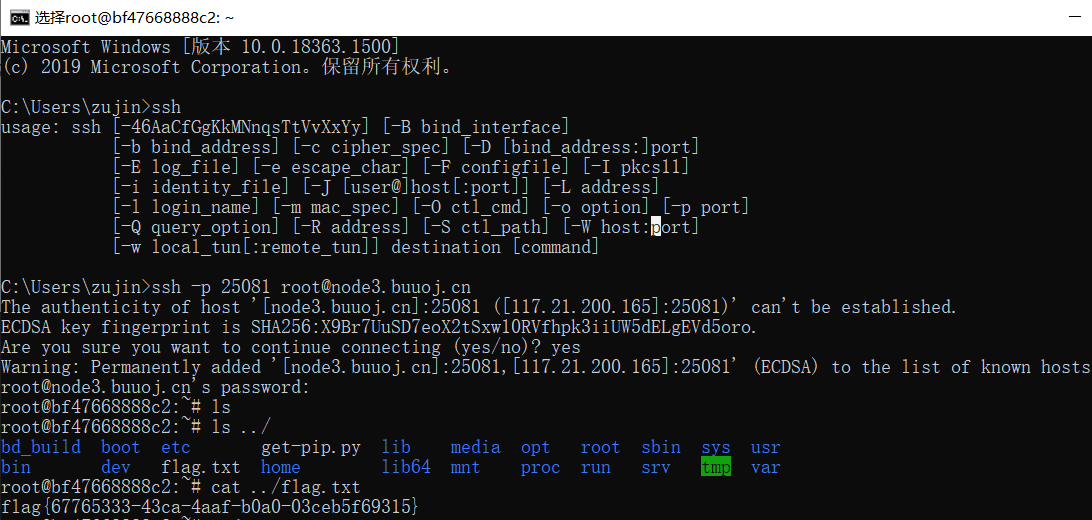 选择root@bf47668888c2: ~
Microsoft Windows [版本 10.0.18363.1500]
(c) 2019 Microsoft Corporation。保留所有权利。
C:\Users\zujin>ssh
usage: ssh [-46AaCfGgKkMNnqsTtVvXxYy] [-B bind_interface]
[-b bind_address] [-c cipher_spec] [-D [bind_address:]port]
[-E log_file] [-e escape_char] [-F configfile] [-I pkcs11]
[-i identity_file] [-J [user@]host[:port]] [-L address]
[-l login_name] [-m mac_spec] [-O ctl_cmd] [-o option] [-p port]
[-Q query_option] [-R address] [-S ctl_path] [-W host:port]
[-w local_tun[:remote_tun]] destination [command]
C:\Users\zujin>ssh -p 25081 root@node3.buuoj.cn
The authenticity of host '[node3.buuoj.cn]:25081 ([117.21.200.165]:25081)' can't be established.
ECDSA key fingerprint is SHA256:X9Br7UuSD7eoX2tSxwl0RVfhpk3iiUW5dELgEVd5oro.
Are you sure you want to continue connecting (yes/no)? yes
Warning: Permanently added '[node3.buuoj.cn]:25081,[117.21.200.165]:25081' (ECDSA) to the list of known hosts
root@node3.buuoj.cn's password:
root@bf47668888c2:~# ls
root@bf47668888c2:~# ls ../
bd_build boot etc get-pip.py lib media opt root sbin sys usr
bin dev flag.txt home lib64 mnt proc run srv tmp var
root@bf47668888c2:~# cat ../flag.txt
flag{67765333-43ca-4aaf-b0a0-03ceb5f69315}